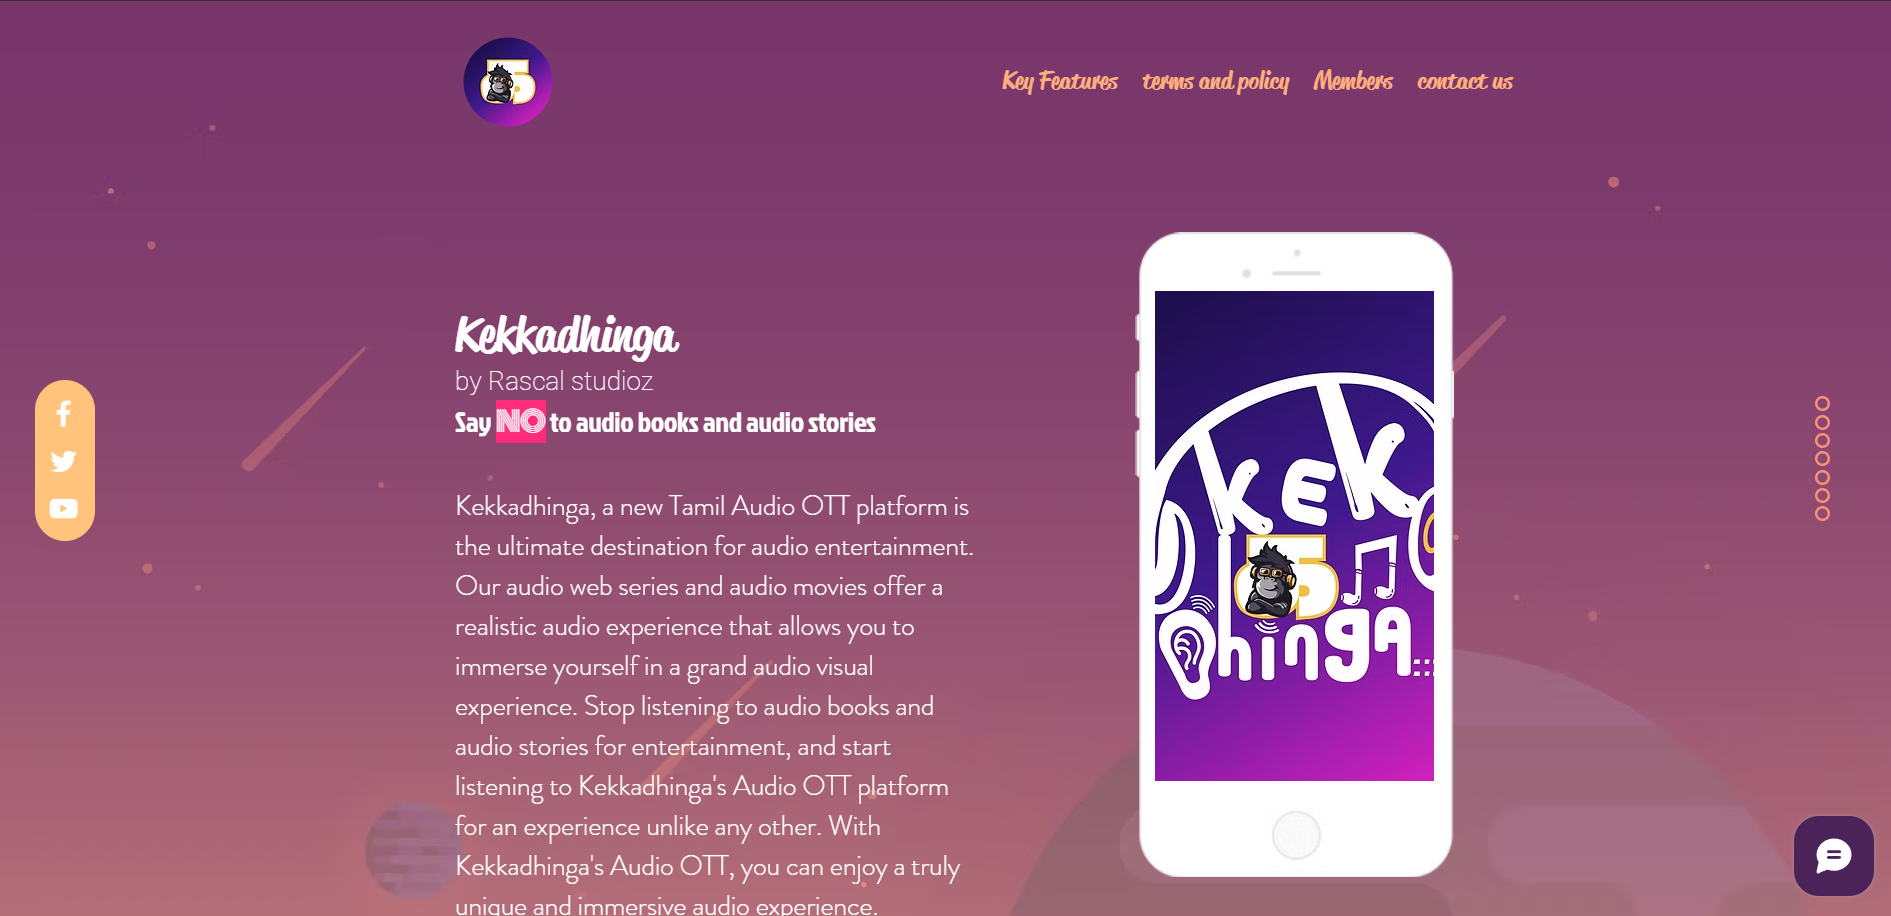 Key Features terms and policy Members contact us
Kekkadhinga
by Rascal studioz
Say NO to audio books and audio stories
Kekkadhinga, a new Tamil Audio OTT platform is
the ultimate destination for audio entertainment.
Our audio web series and audio movies offer a
realistic audio experience that allows you to
immerse yourself in a grand audio visual
experience. Stop listening to audio books and
audio stories for entertainment, and start
listening to Kekkadhinga's Audio OTT platform
for an experience unlike any other. With
Kekkadhinga's Audio OTT, you can enjoy a truly
unique and immersive audio experience.
KEK
hingA